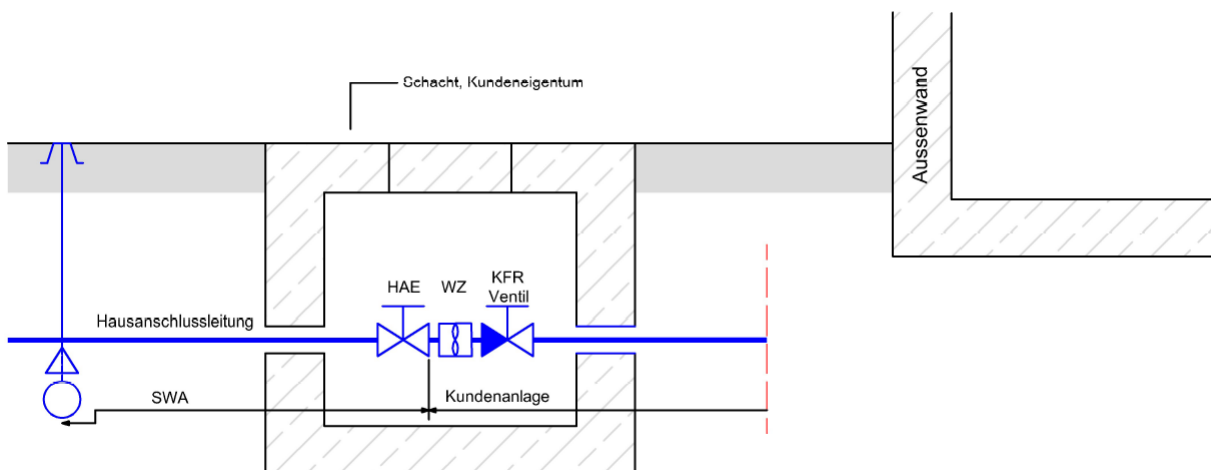 Schacht, Kundeneigentum
Aussenwand
HAE
WZ
KFR
Ventil
Hausanschlussleitung
SWA
Kundenanlage